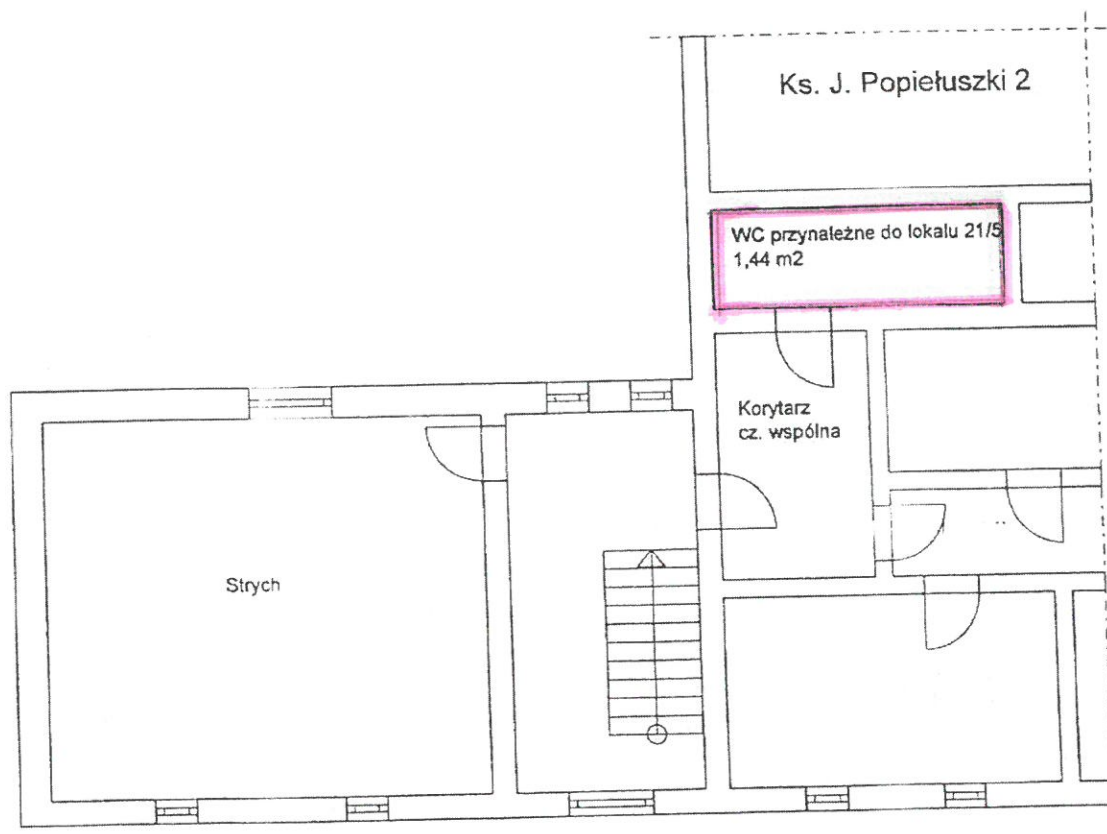 Ks. J. Popiełuszki 2
WC przynależne do lokalu 21/5
1,44 m2
Korytarz
cz. wspólna
Strych